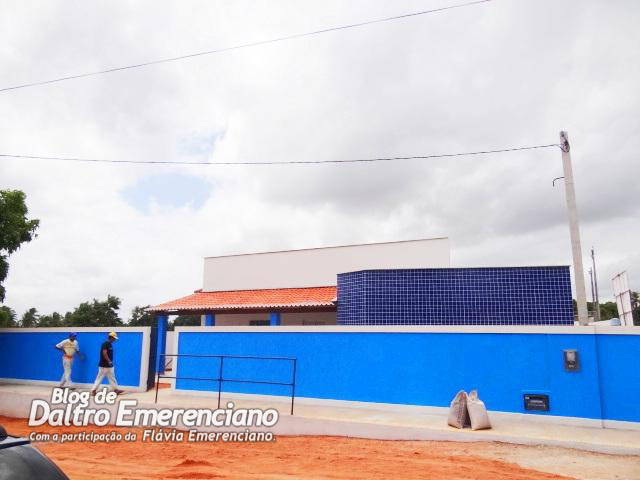 Blog de
Daltro Emerenciano
Com a participação da Flávia Emerenciano.